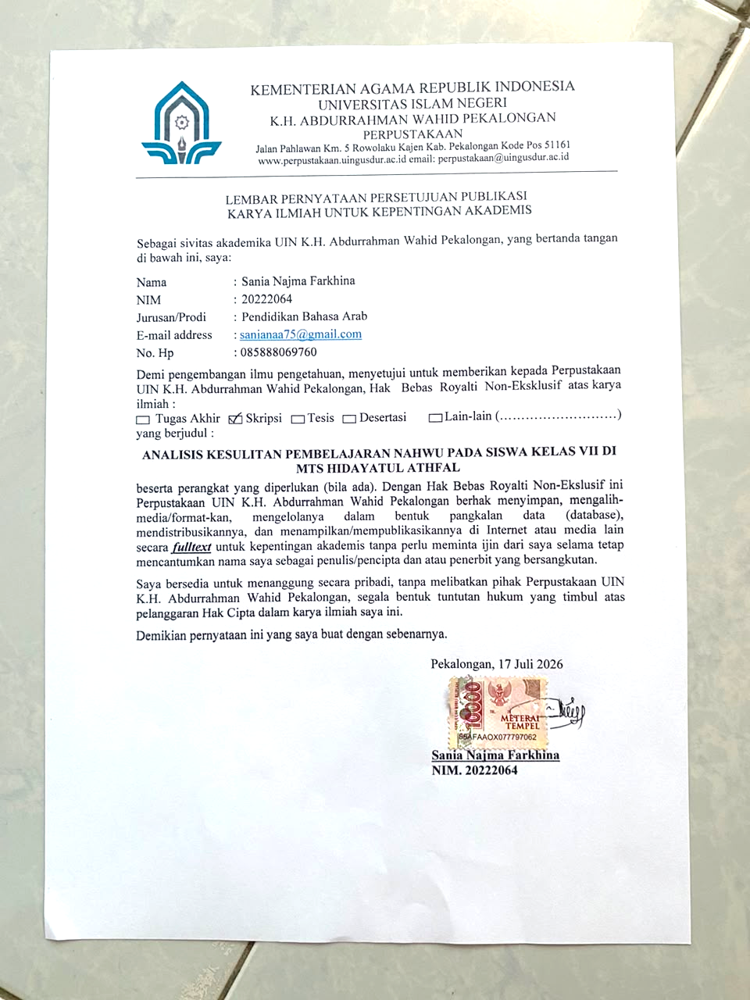 KEMENTERIAN AGAMA REPUBLIK INDONESIA
UNIVERSITAS ISLAM NEGERI
K.H. ABDURRAHMAN WAHID PEKALONGAN
PERPUSTAKAAN
Jalan Pahlawan Km. 5 Rowolaku Kajen Kab. Pekalongan Kode Pos 51161
www.perpustakaan.uingusdur.ac.id email: perpustakaan@uingusdur.ac.id
LEMBAR PERNYATAAN PERSETUJUAN PUBLIKASI
KARYA ILMIAH UNTUK KEPENTINGAN AKADEMIS
Sebagai sivitas akademika UIN K.H. Abdurrahman Wahid Pekalongan, yang bertanda tangan
di bawah ini, saya:
Nama : Sania Najma Farkhina
NIM : 20222064
Jurusan/Prodi : Pendidikan Bahasa Arab
E-mail address : sanianaa75@gmail.com
No. Hp : 085888069760
Demi pengembangan ilmu pengetahuan, menyetujui untuk memberikan kepada Perpustakaan
UIN K.H. Abdurrahman Wahid Pekalongan, Hak Bebas Royalti Non-Eksklusif atas karya
ilmiah :
Tugas Akhir Skripsi Tesis Desertasi Lain-lain (...........................)
yang berjudul :
ANALISIS KESULITAN PEMBELAJARAN NAHWU PADA SISWA KELAS VII DI
MTS HIDAYATUL ATHFAL
beserta perangkat yang diperlukan (bila ada). Dengan Hak Bebas Royalti Non-Ekslusif ini
Perpustakaan UIN K.H. Abdurrahman Wahid Pekalongan berhak menyimpan, mengalih-
media/format-kan, mengelolanya dalam bentuk pangkalan data (database),
mendistribusikannya, dan menampilkan/mempublikasikannya di Internet atau media lain
secara fulltext untuk kepentingan akademis tanpa perlu meminta ijin dari saya selama tetap
mencantumkan nama saya sebagai penulis/pencipta dan atau penerbit yang bersangkutan.
Saya bersedia untuk menanggung secara pribadi, tanpa melibatkan pihak Perpustakaan UIN
K.H. Abdurrahman Wahid Pekalongan, segala bentuk tuntutan hukum yang timbul atas
pelanggaran Hak Cipta dalam karya ilmiah saya ini.
Demikian pernyataan ini yang saya buat dengan sebenarnya.
Pekalongan, 17 Juli 2026
10000
METERAI
TEMPEL
Sania Najma Farkhina
NIM. 20222064